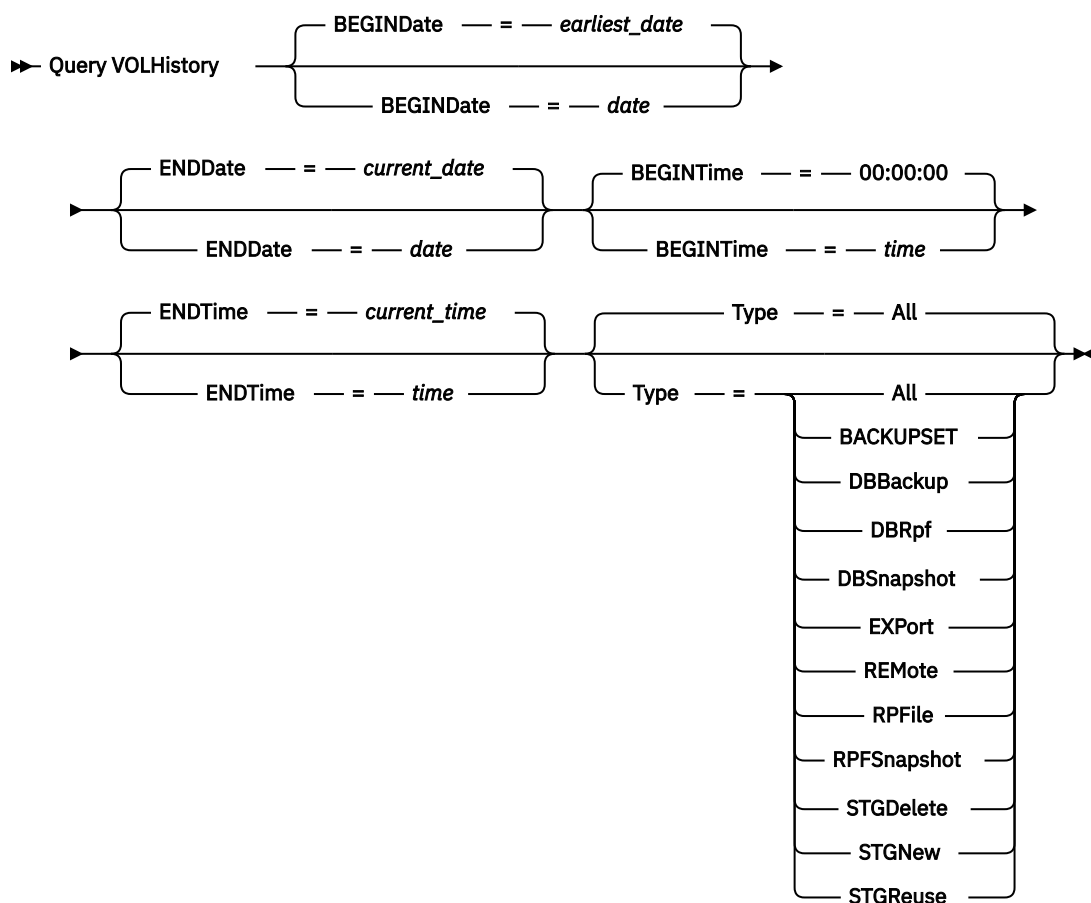 BEGINDate = earliest_date
Query VOLHistory
BEGINDate = date
ENDDate = current_date BEGINTime = 00:00:00
ENDDate = date BEGINTime = time
ENDTime = current_time Type = All
ENDTime = time Type = All
BACKUPSET
DBBackup
DBRpf
DBSnapshot
EXPort
REMote
RPFile
RPFSnapshot
STGDelete
STGNew
STGReuse